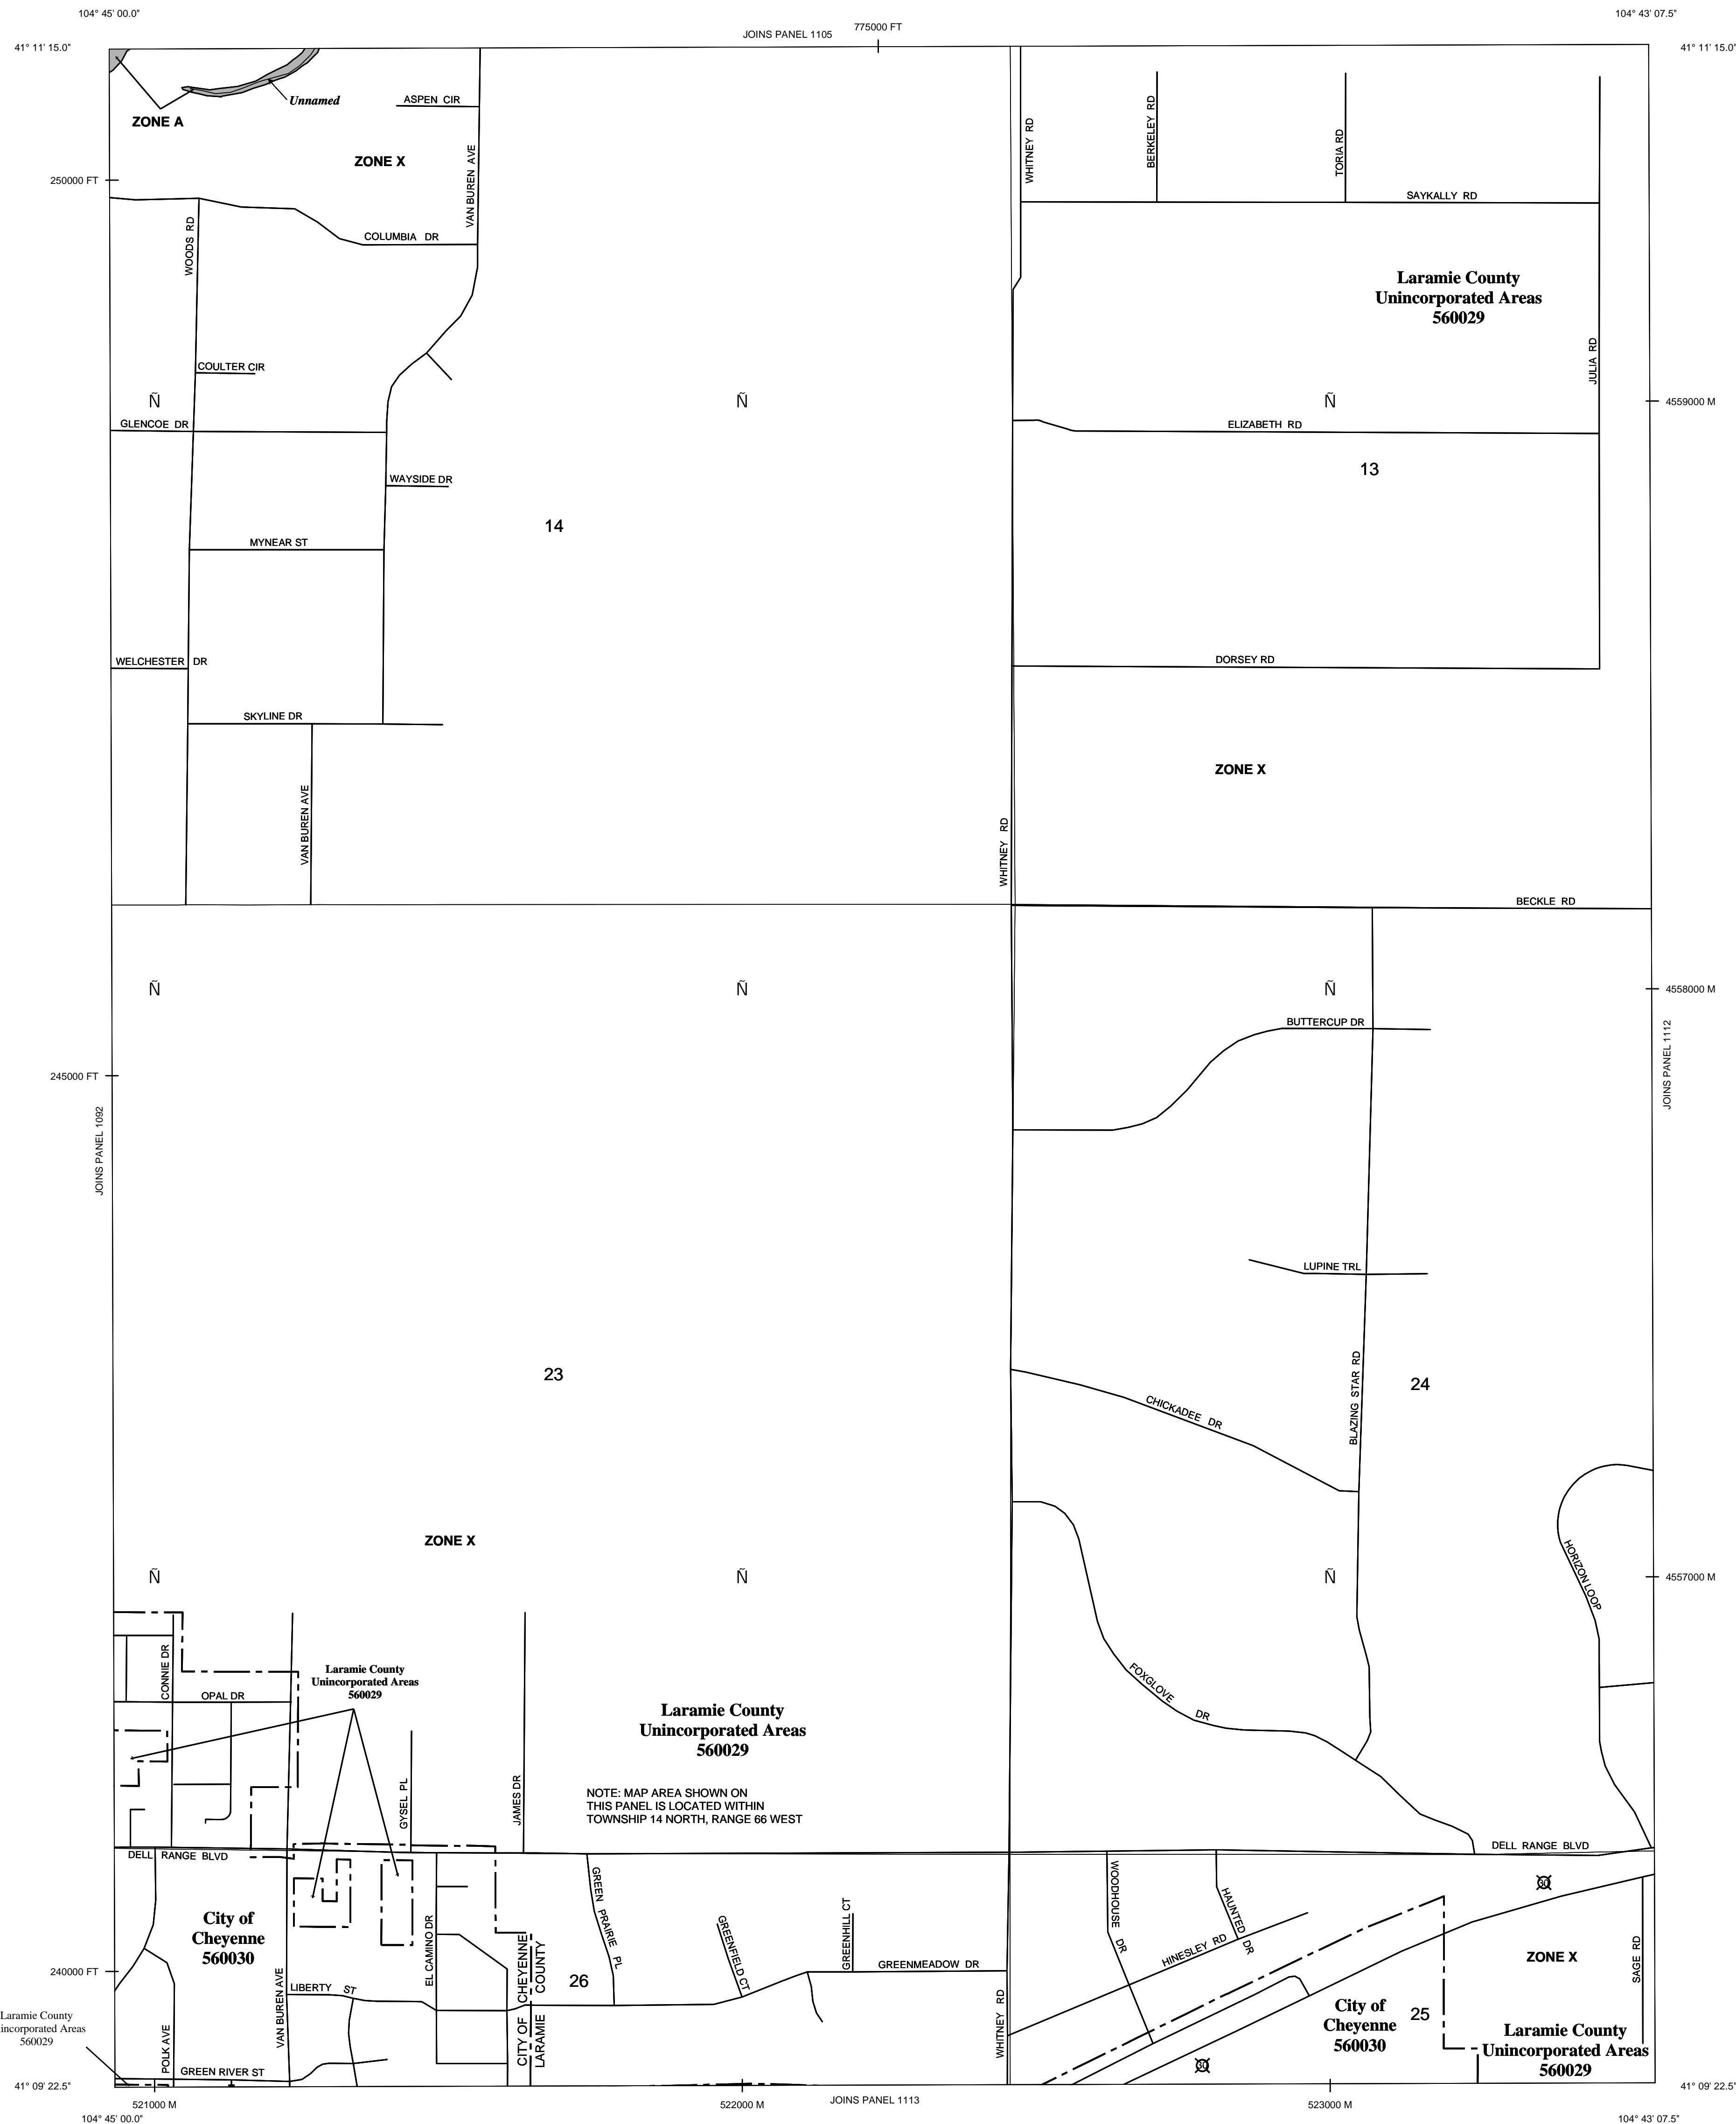 104° 45' 00.0"
104° 43' 07.5"
775000 FT
JOINS PANEL 1105
41° 11' 15.0"
41° 11' 15.0"
Unnamed
ASPEN CIR
ZONE A
ZONE X
VAN BUREN AVE
WHITNEY RD
BERKELEY RD
TORIA RD
250000 FT
SAYKALLY RD
WOODS RD
COLUMBIA DR
Laramie County
Unincorporated Areas
560029
JULIA RD
COULTER CIR
Ñ
Ñ
Ñ
4559000 M
GLENCOE DR
ELIZABETH RD
13
WAYSIDE DR
14
MYNEAR ST
WELCHESTER DR
DORSEY RD
SKYLINE DR
ZONE X
VAN BUREN AVE
WHITNEY RD
BECKLE RD
Ñ
Ñ
Ñ
4558000 M
BUTTERCUP DR
245000 FT
JOINS PANEL 1092
JOINS PANEL 1112
LUPINE TRL
23
24
BLAZING STAR RD
CHICKADEE DR
ZONE X
HORIZON LOOP
Ñ
Ñ
Ñ
4557000 M
CONNIE DR
OPAL DR
Laramie County
Unincorporated Areas
560029
FOXGLOVE DR
Laramie County
Unincorporated Areas
560029
GYSEL PL
JAMES DR
NOTE: MAP AREA SHOWN ON
THIS PANEL IS LOCATED WITHIN
TOWNSHIP 14 NORTH, RANGE 66 WEST
DELL RANGE BLVD
DELL RANGE BLVD
30
City of
Cheyenne
560030
EL CAMINO DR
GREEN PRAIRIE PL
GREENFIELD CT
GREENHILL CT
WOODHOUSE DR
HAUNTED DR
HINESLEY RD
ZONE X
SAGE RD
240000 FT
VAN BUREN AVE
LIBERTY ST
CITY OF CHEYENNE
LARAMIE COUNTY
26
GREENMEADOW DR
WHITNEY RD
City of
Cheyenne
560030
25
Laramie County
Unincorporated Areas
560029
Laramie County
incorporated Areas
560029
POLK AVE
GREEN RIVER ST
30
41° 09' 22.5"
41° 09' 22.5"
521000 M
522000 M
JOINS PANEL 1113
523000 M
104° 45' 00.0"
104° 43' 07.5"